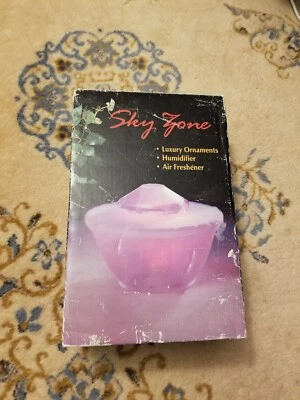 Sky Zone
• Luxury Ornaments
• Humidifier
• Air Freshener